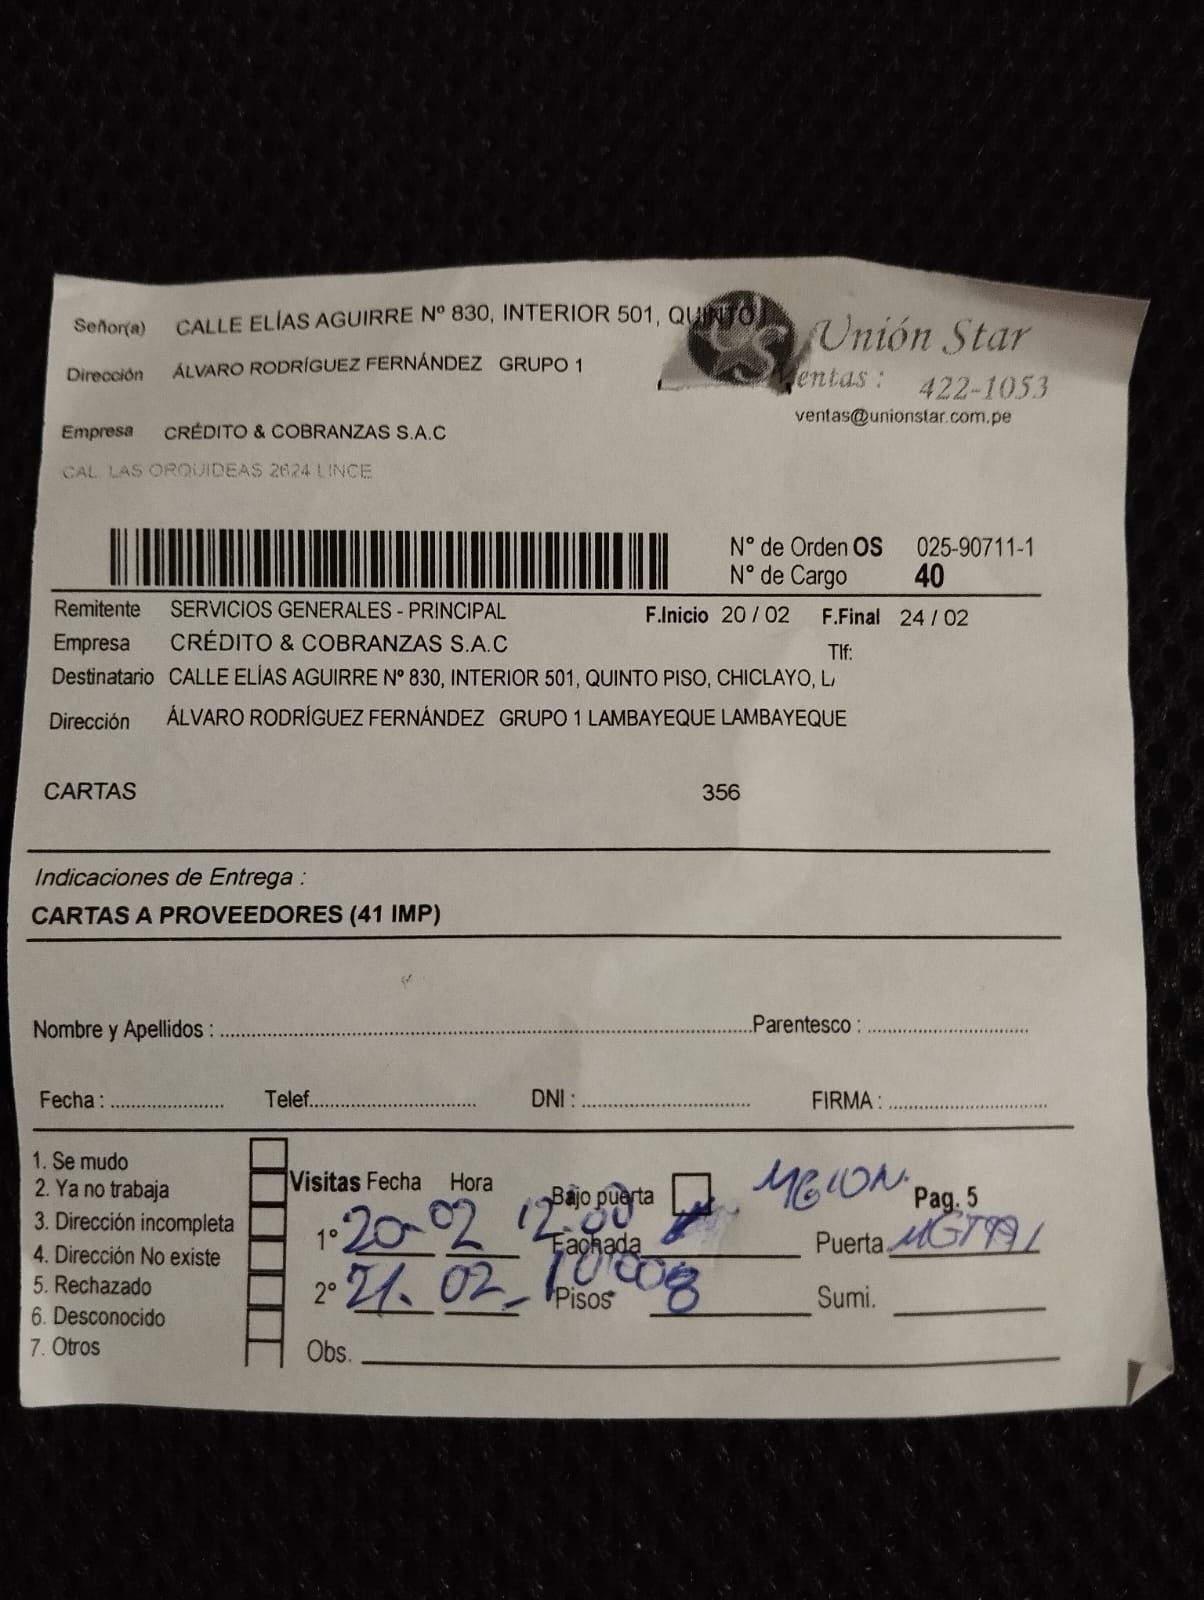 Señor(a) CALLE ELÍAS AGUIRRE Nº 830, INTERIOR 501, QUINTO
Unión Star
Dirección ÁLVARO RODRÍGUEZ FERNÁNDEZ GRUPO 1
Ventas : 422-1053
ventas@unionstar.com.pe
Empresa CRÉDITO & COBRANZAS S.A.C
CAL. LAS ORQUIDEAS 2624 LINCE
N° de Orden OS 025-90711-1
N° de Cargo 40
Remitente SERVICIOS GENERALES - PRINCIPAL F.Inicio 20 / 02 F.Final 24 / 02
Empresa CRÉDITO & COBRANZAS S.A.C Tlf:
Destinatario CALLE ELÍAS AGUIRRE Nº 830, INTERIOR 501, QUINTO PISO, CHICLAYO,
Dirección ÁLVARO RODRÍGUEZ FERNÁNDEZ GRUPO 1 LAMBAYEQUE LAMBAYEQUE
CARTAS 356
Indicaciones de Entrega :
CARTAS A PROVEEDORES (41 IMP)
Nombre y Apellidos : Parentesco :
Fecha : Telef. DNI : FIRMA :
1. Se mudo
2. Ya no trabaja
3. Dirección incompleta
4. Dirección No existe
5. Rechazado
6. Desconocido
7. Otros
Visitas Fecha Hora Bajo puerta Pag. 5
1° 20-02 12:00 Fachada Puerta
2° 21. 02 - Pisos 8 Sumi.
Obs.